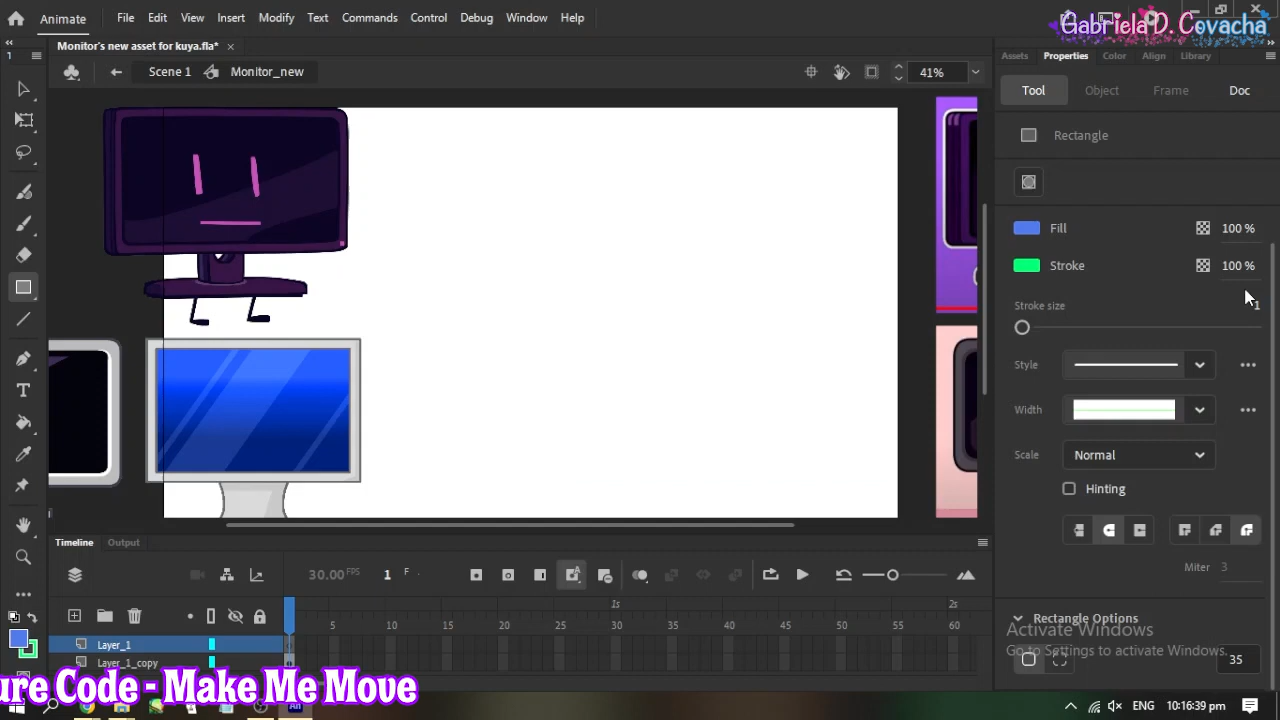 Animate
File Edit View Insert Modify Text Commands Control Debug Window Help
Gabriela D. Covacha
1
Monitor's new asset for kuya.fla*
Assets Properties Color Align Library
Scene 1 Monitor_new
41%
Tool Object Frame Doc
Rectangle
Fill 100 %
Stroke 100 %
Stroke size 1
Style
Width
Scale Normal
Hinting
Miter 3
Timeline Output
30.00 FPS 1 F
Rectangle Options
35
1s 2s
5 10 15 20 25 30 35 40 45 50 55 60
Layer_1
Layer_1_copy
Activate Windows
Go to Settings to activate Windows.
ure Code - Make Me Move
An
ENG 10:16:39 pm